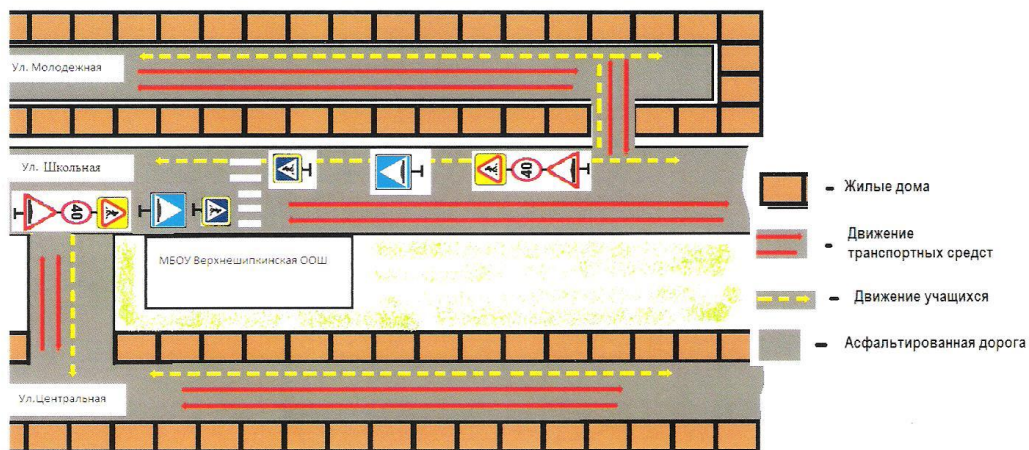 Ул. Молодежная
Ул. Школьная
40
40
МБОУ Верхнешипкинская ООШ
Ул.Центральная
- Жилые дома
- Движение
транспортных средст
- Движение учащихся
- Асфальтированная дорога